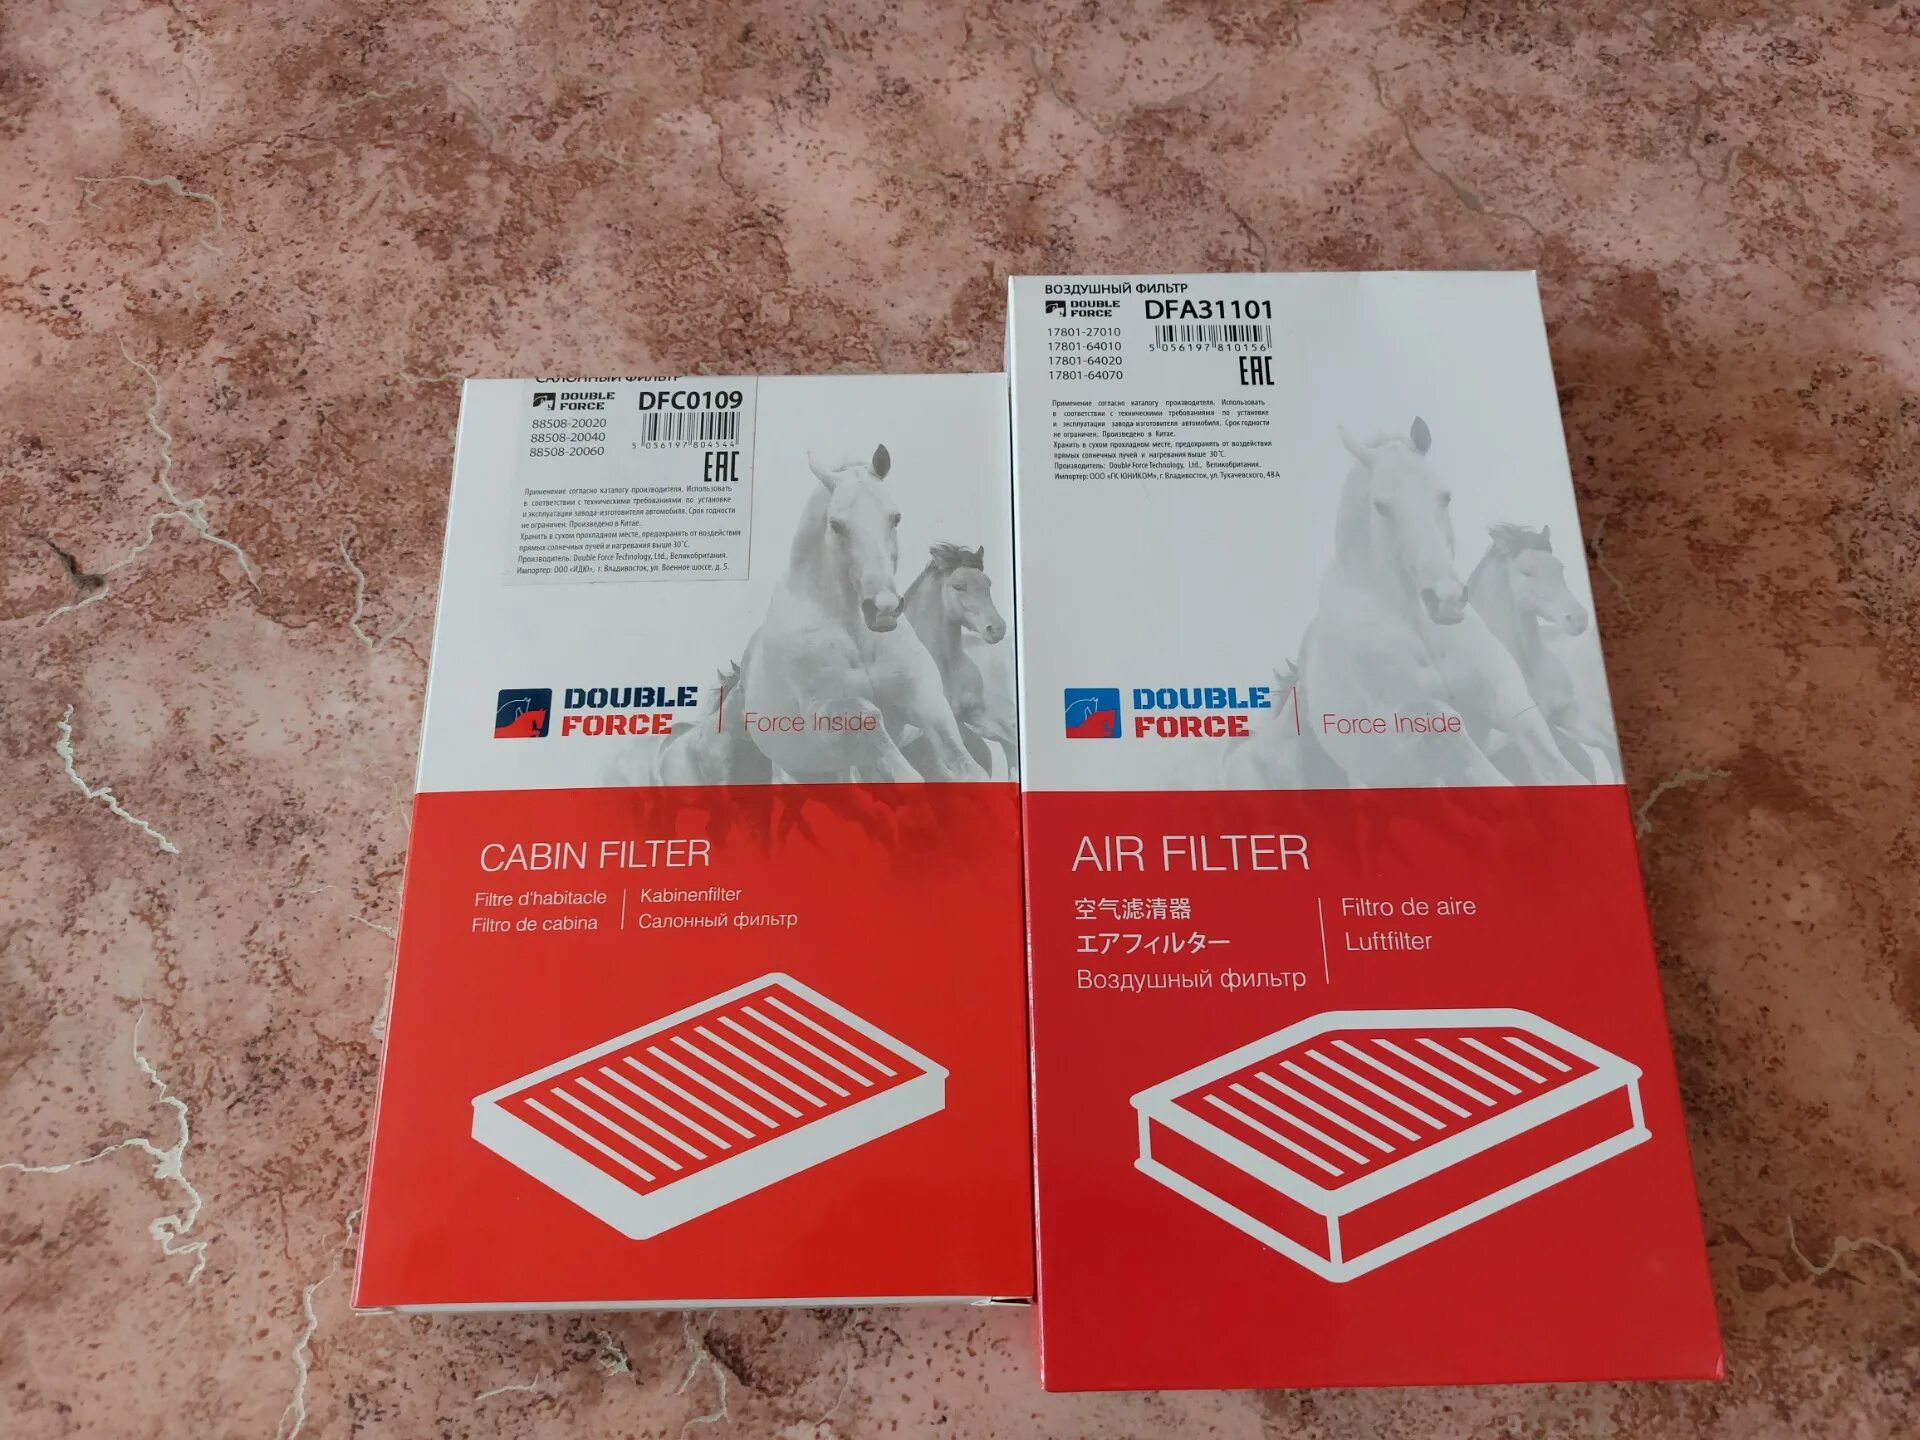 САЛОННЫЙ ФИЛЬТР
DOUBLE
FORCE
DFC0109
88508-20020
88508-20040
88508-20060
5 056197 804544
EAC
Применение согласно каталогу производителя. Использовать
в соответствии с техническими требованиями по установке
и эксплуатации завода-изготовителя автомобиля. Срок годности
не ограничен. Произведено в Китае.
Хранить в сухом прохладном месте, предохранять от воздействия
прямых солнечных лучей и нагревания выше 30°С.
Производитель: Double Force Technology, Ltd., Великобритания.
Импортер: ООО «ИДЮ», г. Владивосток, ул. Военное шоссе, д. 5.
DOUBLE
FORCE
Force Inside
CABIN FILTER
Filtre d'habitacle
Filtro de cabina
Kabinenfilter
Салонный фильтр
ВОЗДУШНЫЙ ФИЛЬТР
DOUBLE
FORCE
DFA31101
17801-27010
17801-64010
17801-64020
17801-64070
5 056197 810156
EAC
Применение согласно каталогу производителя. Использовать
в соответствии с техническими требованиями по установке
и эксплуатации завода-изготовителя автомобиля. Срок годности
не ограничен. Произведено в Китае.
Хранить в сухом прохладном месте, предохранять от воздействия
прямых солнечных лучей и нагревания выше 30°С.
Производитель: Double Force Technology, Ltd., Великобритания.
Импортер: ООО «ГК ЮНИКОМ», г. Владивосток, ул. Тухачевского, 48А
DOUBLE
FORCE
Force Inside
AIR FILTER
空气滤清器
エアフィルター
Воздушный фильтр
Filtro de aire
Luftfilter